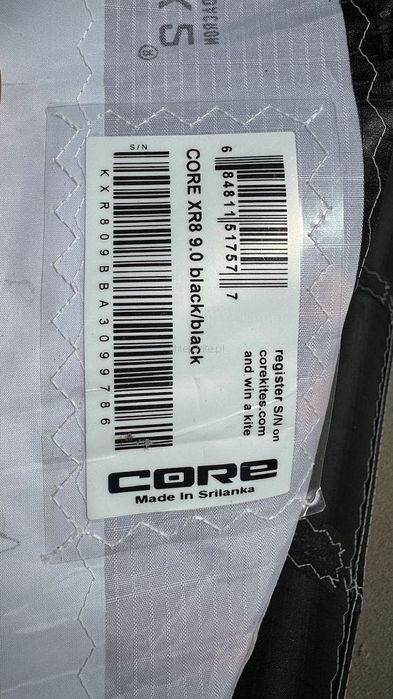 S/N
KXR809BBA3099786
CORE XR8 9.0 black/black
6 84811 51757 7
register S/N on
corekites.com
and win a kite
CORE
Made In Srilanka